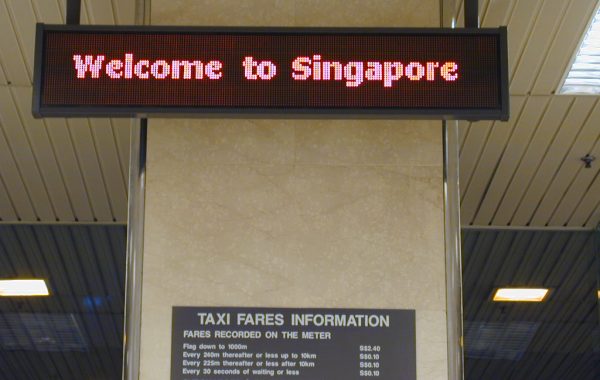 Welcome to Singapore
TAXI FARES INFORMATION
FARES RECORDED ON THE METER
Flag down to 1000m S$2.40
Every 240m thereafter or less up to 10km S$0.10
Every 225m thereafter or less after 10km S$0.10
Every 30 seconds of waiting or less S$0.10